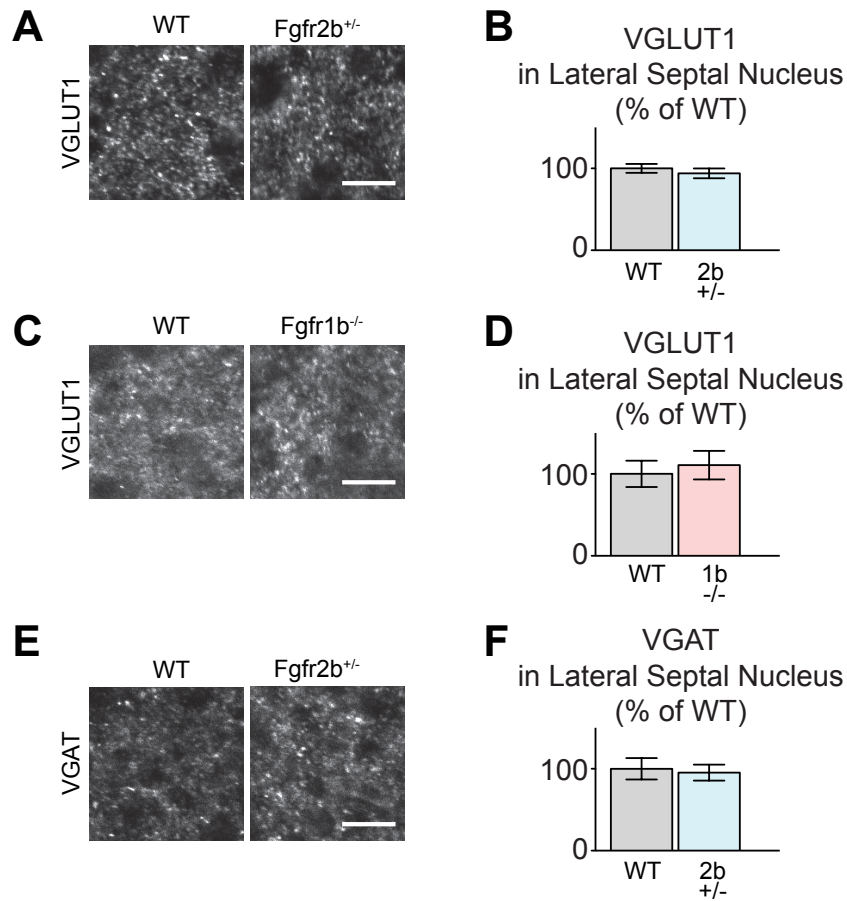 A
WT
Fgfr2b+/-
VGLUT1
B
VGLUT1
in Lateral Septal Nucleus
(% of WT)
100
0
WT
2b
+/-
C
WT
Fgfr1b-/-
VGLUT1
D
VGLUT1
in Lateral Septal Nucleus
(% of WT)
100
0
WT
1b
-/-
E
WT
Fgfr2b+/-
VGAT
F
VGAT
in Lateral Septal Nucleus
(% of WT)
100
0
WT
2b
+/-